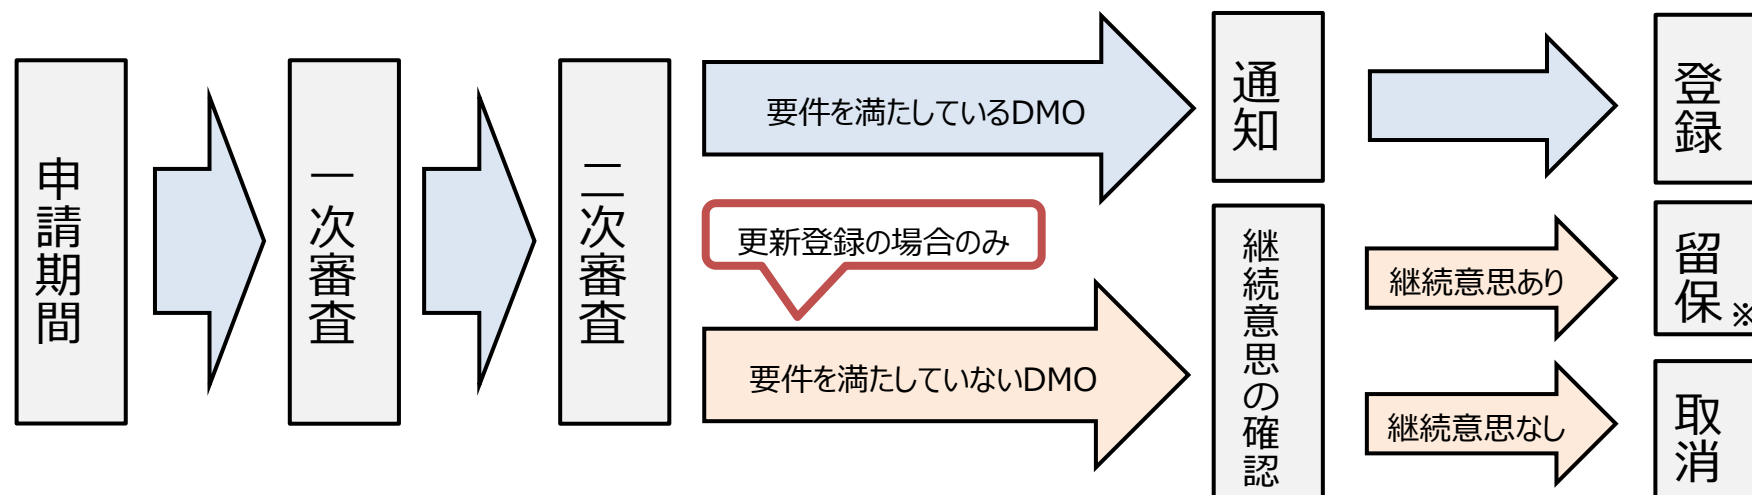 申請期間
一次審査
二次審査
要件を満たしているDMO
通知
登録
更新登録の場合のみ
要件を満たしていないDMO
継続意思の確認
継続意思あり
留保※
継続意思なし
取消